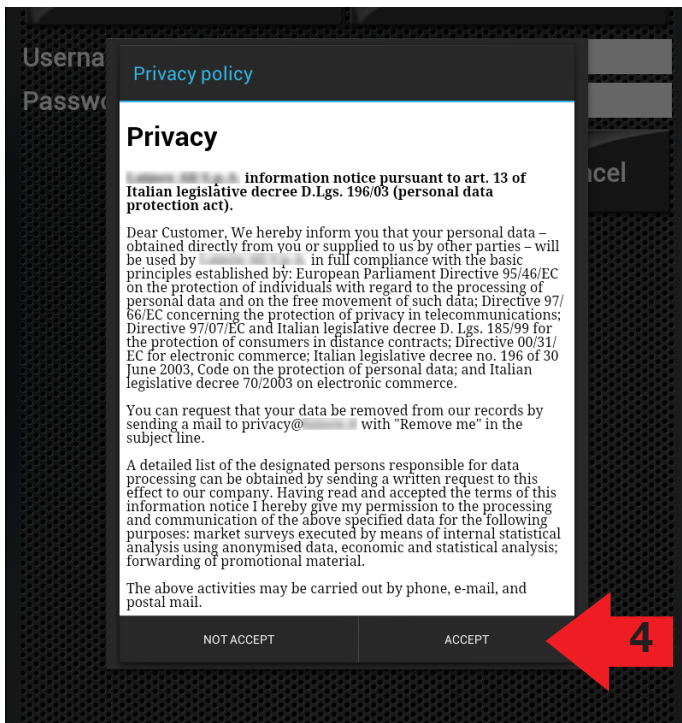 Userna
Passwo
ncel
Privacy policy
Privacy
information notice pursuant to art. 13 of
Italian legislative decree D.Lgs. 196/03 (personal data
protection act).
Dear Customer, We hereby inform you that your personal data –
obtained directly from you or supplied to us by other parties – will
be used by in full compliance with the basic
principles established by: European Parliament Directive 95/46/EC
on the protection of individuals with regard to the processing of
personal data and on the free movement of such data; Directive 97/
66/EC concerning the protection of privacy in telecommunications;
Directive 97/07/EC and Italian legislative decree D. Lgs. 185/99 for
the protection of consumers in distance contracts; Directive 00/31/
EC for electronic commerce; Italian legislative decree no. 196 of 30
June 2003, Code on the protection of personal data; and Italian
legislative decree 70/2003 on electronic commerce.
You can request that your data be removed from our records by
sending a mail to privacy@ with "Remove me" in the
subject line.
A detailed list of the designated persons responsible for data
processing can be obtained by sending a written request to this
effect to our company. Having read and accepted the terms of this
information notice I hereby give my permission to the processing
and communication of the above specified data for the following
purposes: market surveys executed by means of internal statistical
analysis using anonymised data, economic and statistical analysis;
forwarding of promotional material.
The above activities may be carried out by phone, e-mail, and
postal mail.
NOT ACCEPT
ACCEPT
4